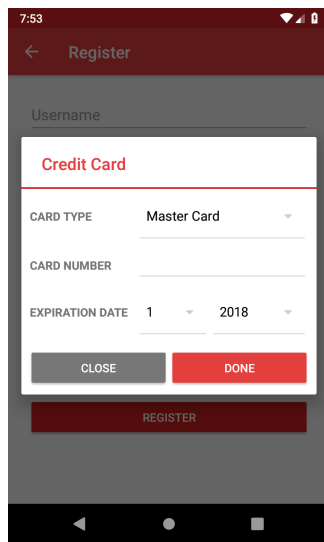 7:53
Register
Username
Credit Card
CARD TYPE Master Card
CARD NUMBER
EXPIRATION DATE 1 2018
CLOSE DONE
REGISTER